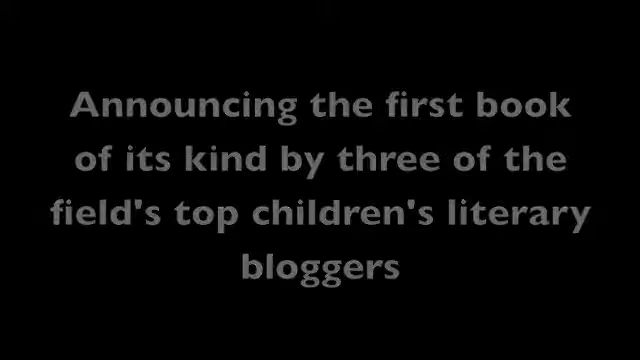 Announcing the first book
of its kind by three of the
field's top children's literary
bloggers